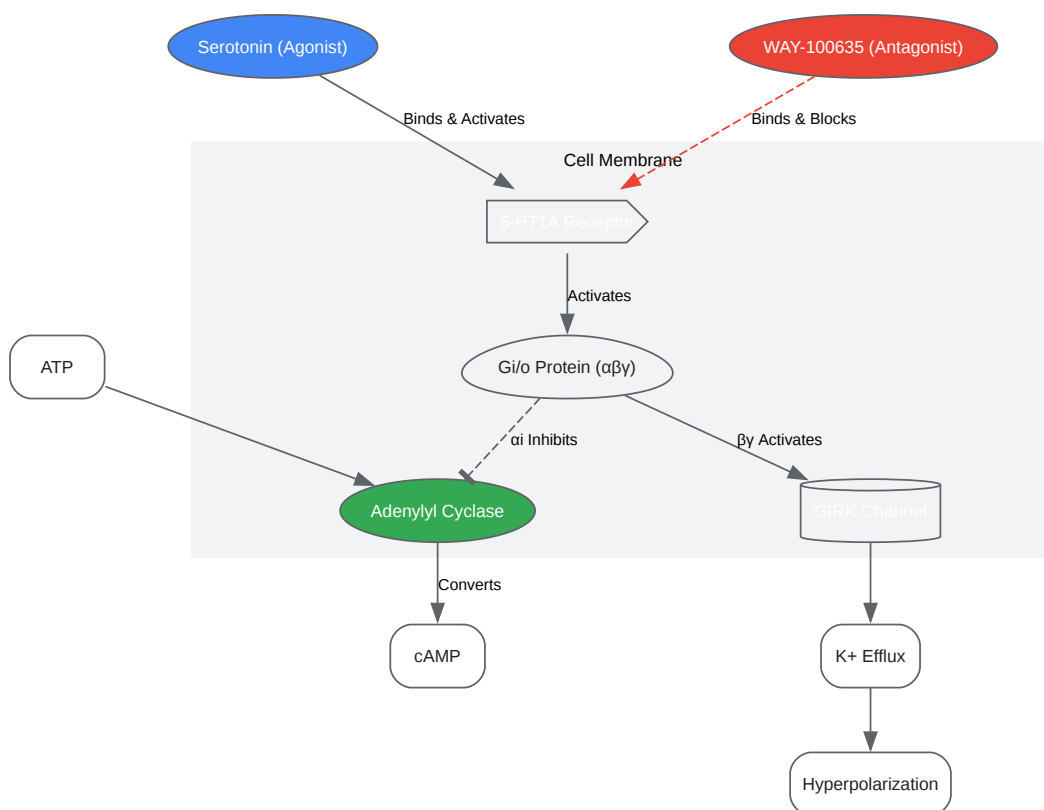 Serotonin (Agonist)
WAY-100635 (Antagonist)
Binds & Activates
Binds & Blocks
Cell Membrane
5-HT1A Receptor
Activates
ATP
Gi/o Protein (αβγ)
αi Inhibits
βγ Activates
Adenylyl Cyclase
GIRK Channel
Converts
cAMP
K+ Efflux
Hyperpolarization